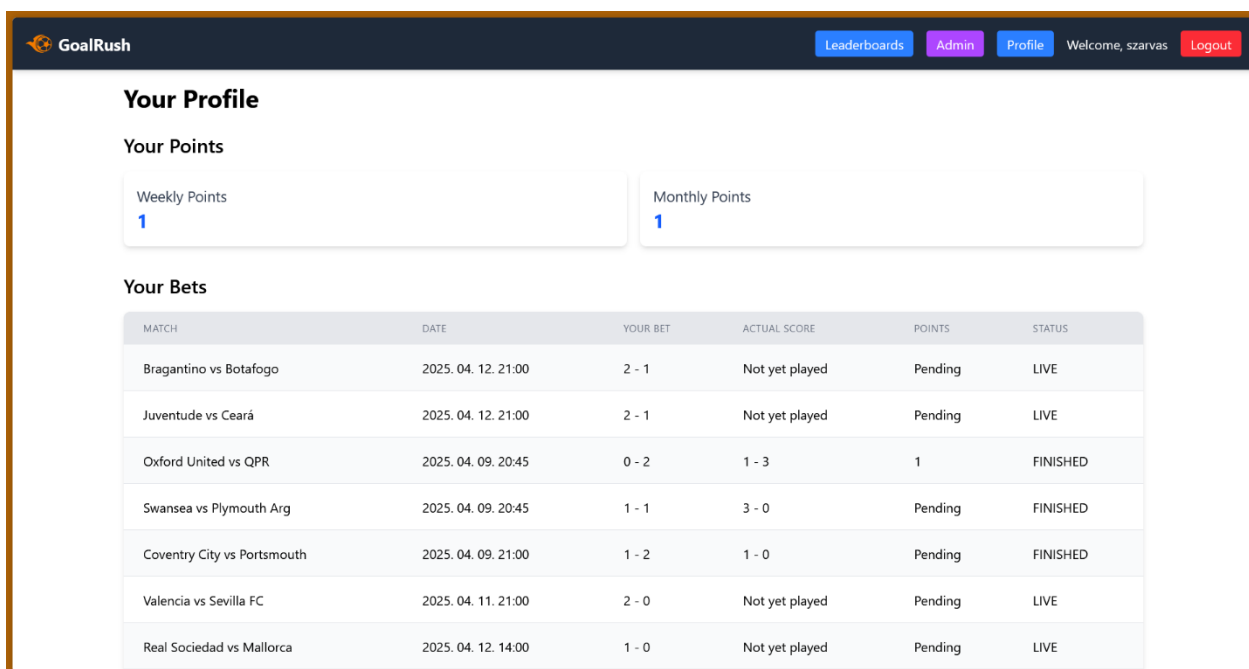 GoalRush Leaderboards Admin Profile Welcome, szarvas Logout
Your Profile
Your Points
Weekly Points Monthly Points
1 1
Your Bets
MATCH DATE YOUR BET ACTUAL SCORE POINTS STATUS
Bragantino vs Botafogo 2025. 04. 12. 21:00 2 - 1 Not yet played Pending LIVE
Juventude vs Ceará 2025. 04. 12. 21:00 2 - 1 Not yet played Pending LIVE
Oxford United vs QPR 2025. 04. 09. 20:45 0 - 2 1 - 3 1 FINISHED
Swansea vs Plymouth Arg 2025. 04. 09. 20:45 1 - 1 3 - 0 Pending FINISHED
Coventry City vs Portsmouth 2025. 04. 09. 21:00 1 - 2 1 - 0 Pending FINISHED
Valencia vs Sevilla FC 2025. 04. 11. 21:00 2 - 0 Not yet played Pending LIVE
Real Sociedad vs Mallorca 2025. 04. 12. 14:00 1 - 0 Not yet played Pending LIVE